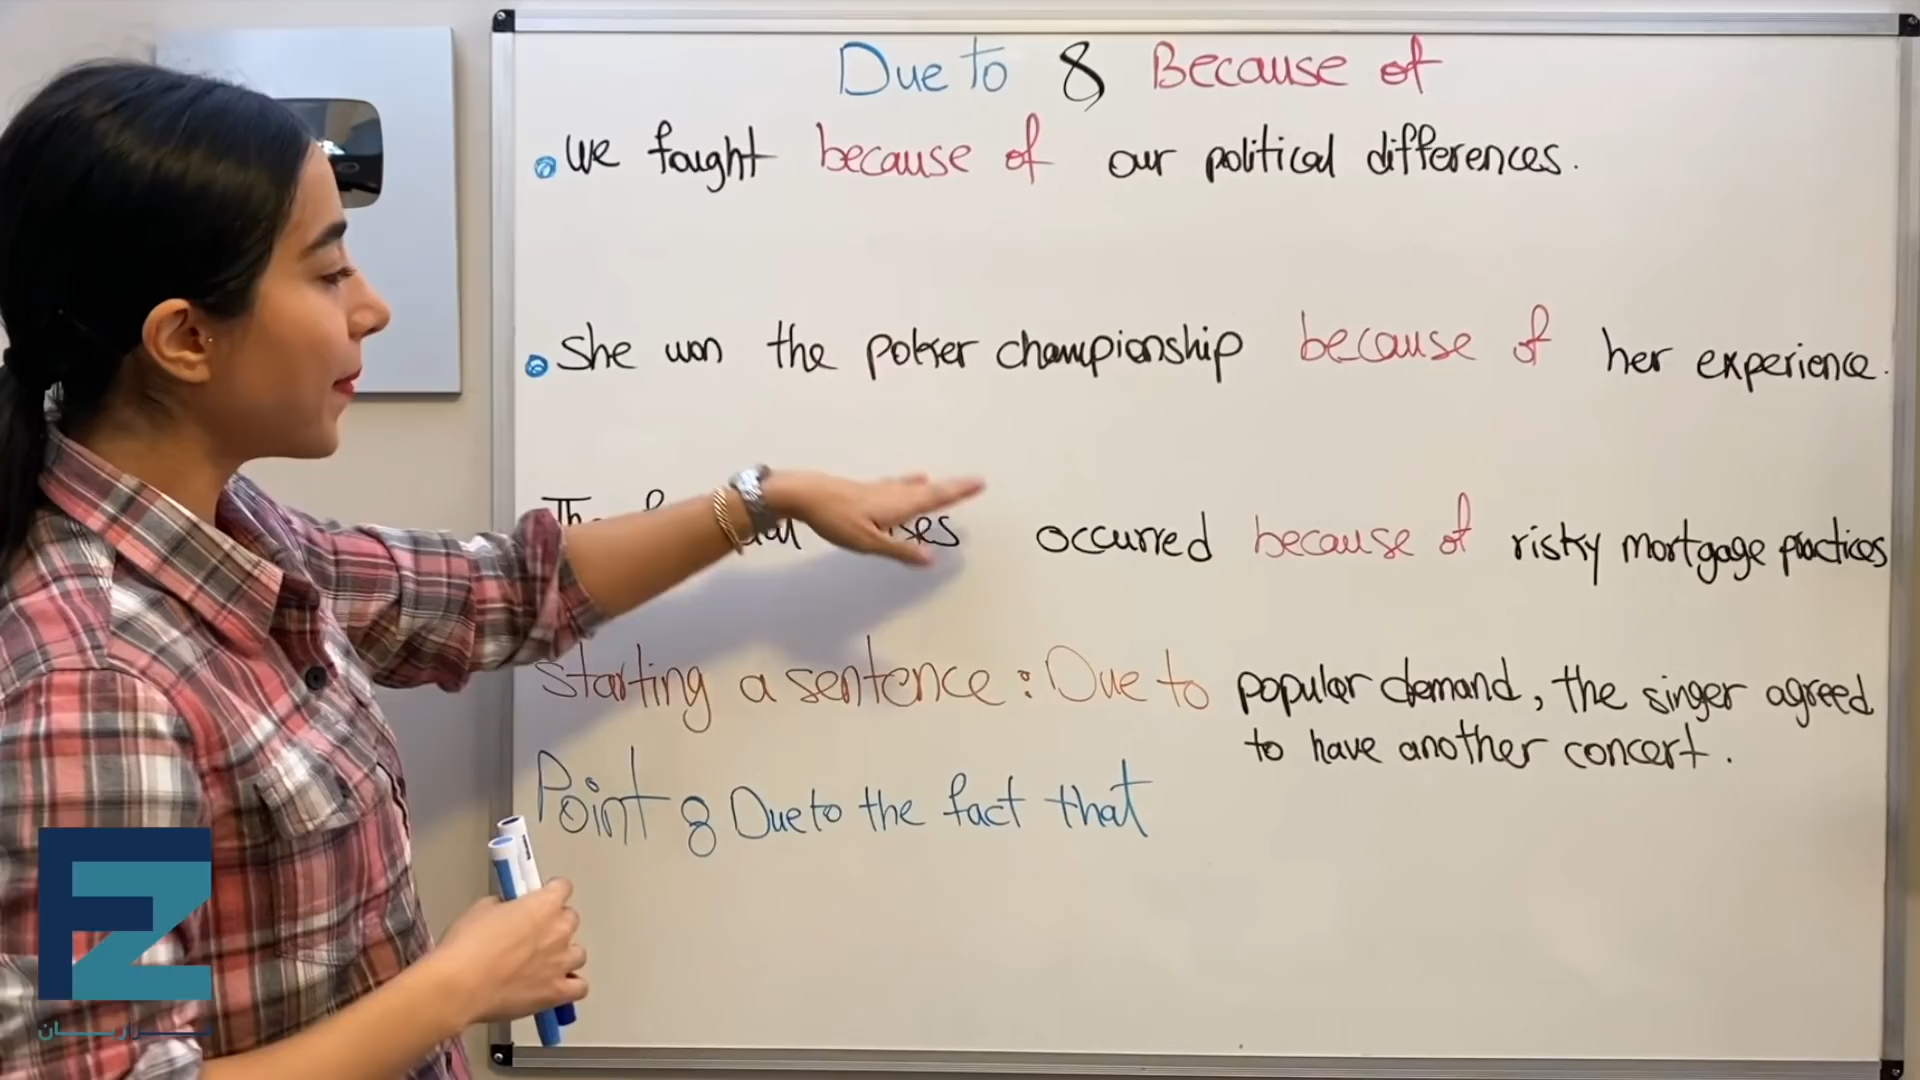 Due to & Because of
We fought because of our political differences.
She won the poker championship because of her experience.
occurred because of risky mortgage practices
Starting a sentence: Due to popular demand, the singer agreed
to have another concert.
Point: Due to the fact that
FZ